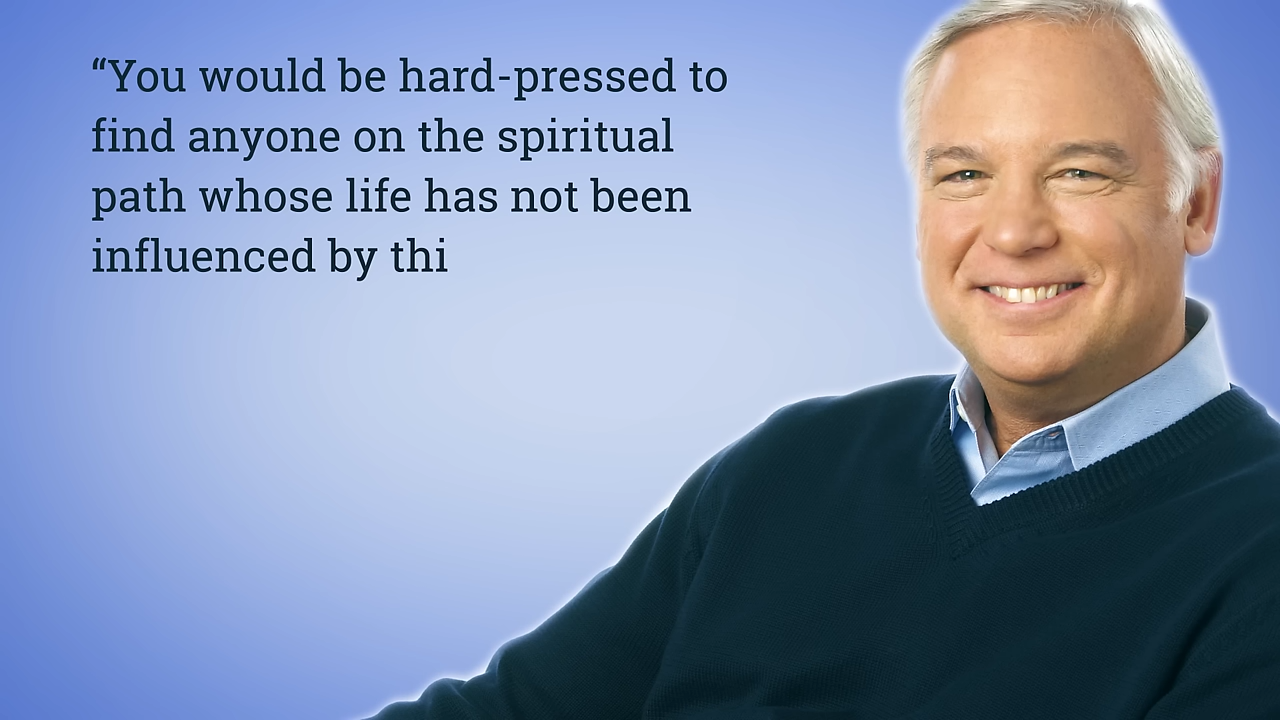 “You would be hard-pressed to
find anyone on the spiritual
path whose life has not been
influenced by thi